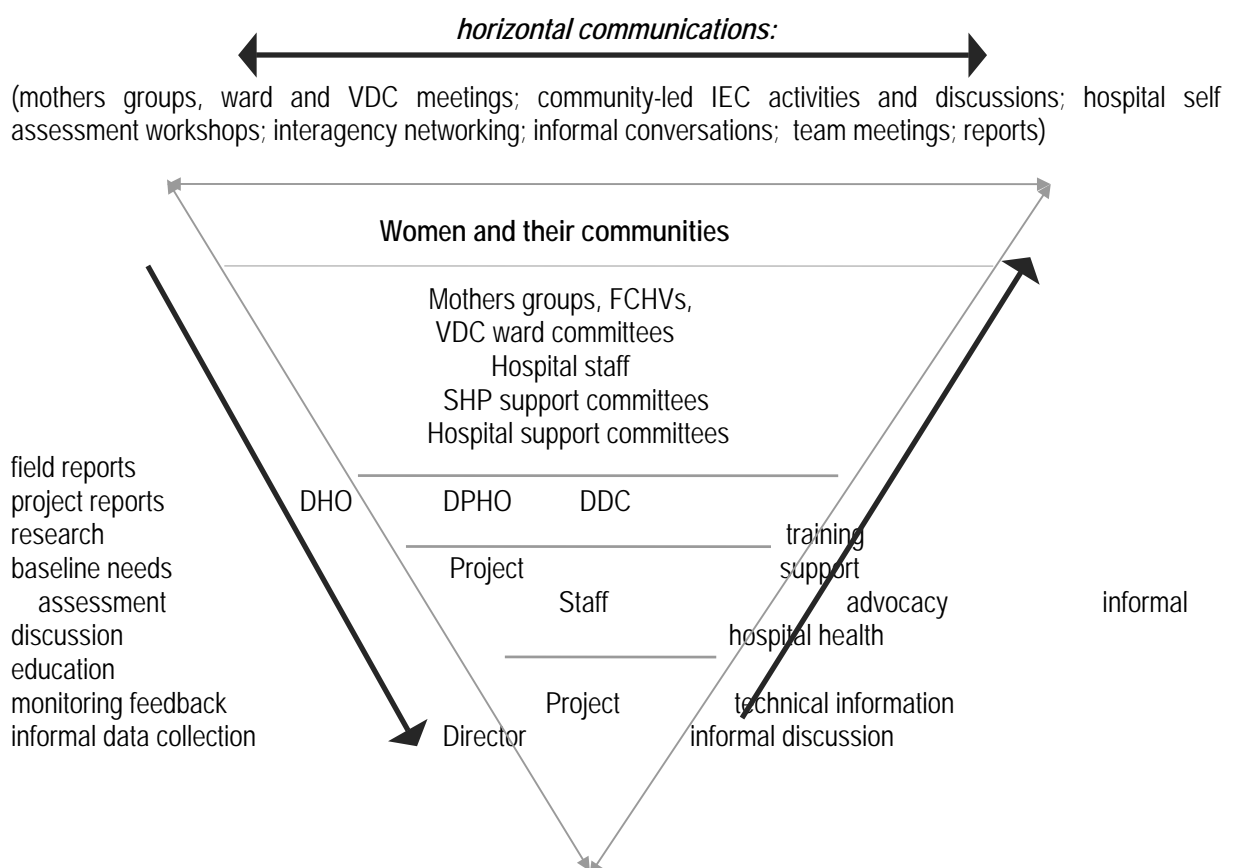 horizontal communications:
(mothers groups, ward and VDC meetings; community-led IEC activities and discussions; hospital self
assessment workshops; interagency networking; informal conversations; team meetings; reports)
Women and their communities
Mothers groups, FCHVs,
VDC ward committees
Hospital staff
SHP support committees
Hospital support committees
field reports
project reports DHO DPHO DDC
research training
baseline needs Project support
assessment Staff advocacy informal
discussion hospital health
education
monitoring feedback Project technical information
informal data collection Director informal discussion